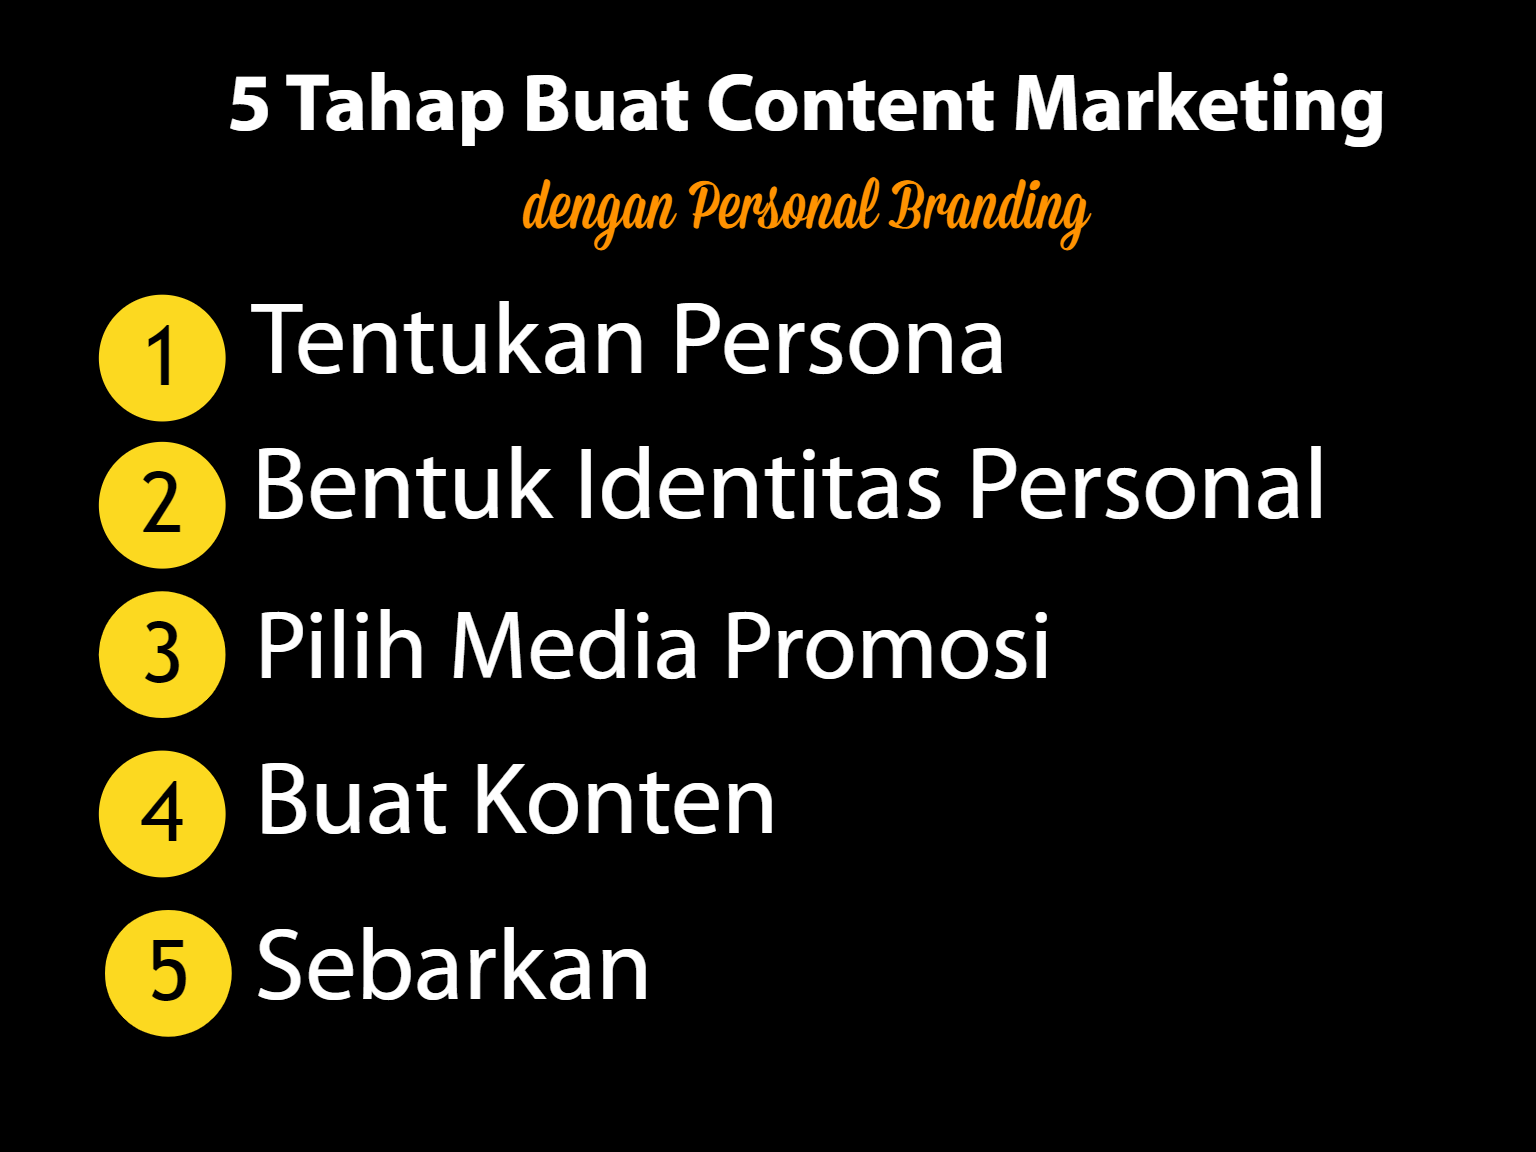 5 Tahap Buat Content Marketing
dengan Personal Branding
1 Tentukan Persona
2 Bentuk Identitas Personal
3 Pilih Media Promosi
4 Buat Konten
5 Sebarkan